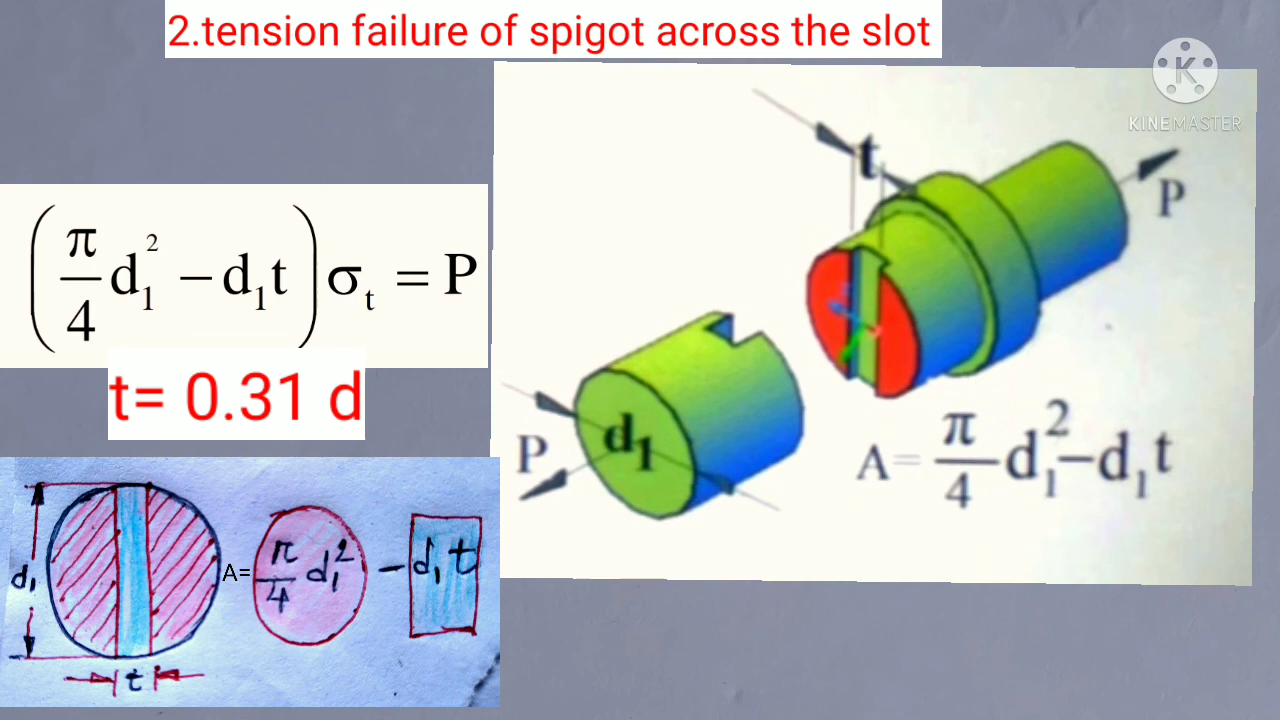 2.tension failure of spigot across the slot
KINEMASTER
K
(π/4 d₁² − d₁t) σₜ = P
t= 0.31 d
t
P
d₁
P
A= π/4 d₁² − d₁t
d₁
A= π/4 d₁² − d₁t
t